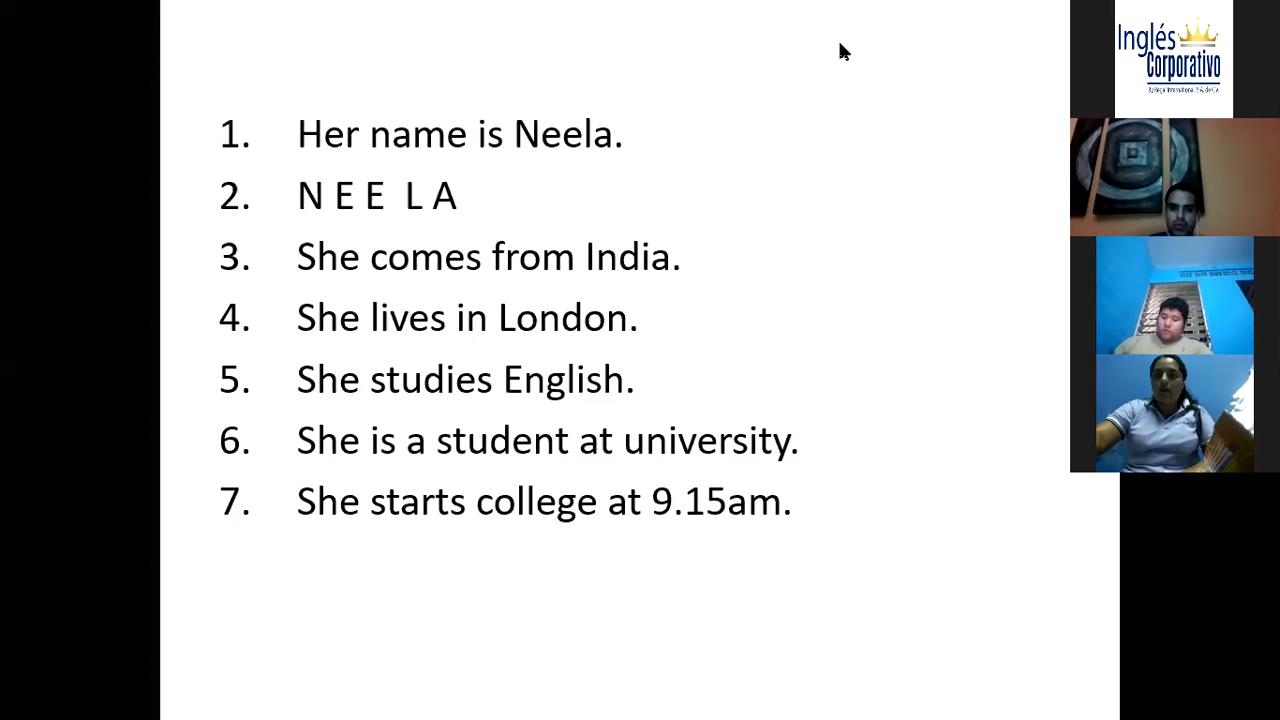 1. Her name is Neela.
2. N E E  L A
3. She comes from India.
4. She lives in London.
5. She studies English.
6. She is a student at university.
7. She starts college at 9.15am.
Inglés
Corporativo